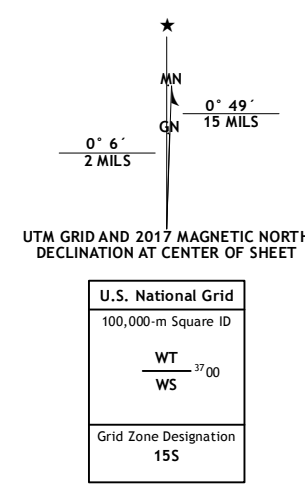 MN
0° 49´
15 MILS
GN
0° 6´
2 MILS
UTM GRID AND 2017 MAGNETIC NORTH
DECLINATION AT CENTER OF SHEET
U.S. National Grid
100,000-m Square ID
WT
3700
WS
Grid Zone Designation
15S